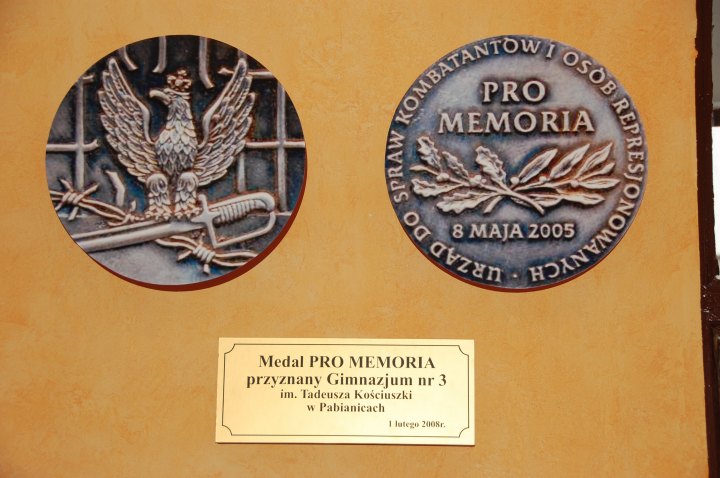 URZĄD DO SPRAW KOMBATANTÓW I OSÓB REPRESJONOWANYCH
PRO
MEMORIA
8 MAJA 2005
Medal PRO MEMORIA
przyznany Gimnazjum nr 3
im. Tadeusza Kościuszki
w Pabianicach
1 lutego 2008r.